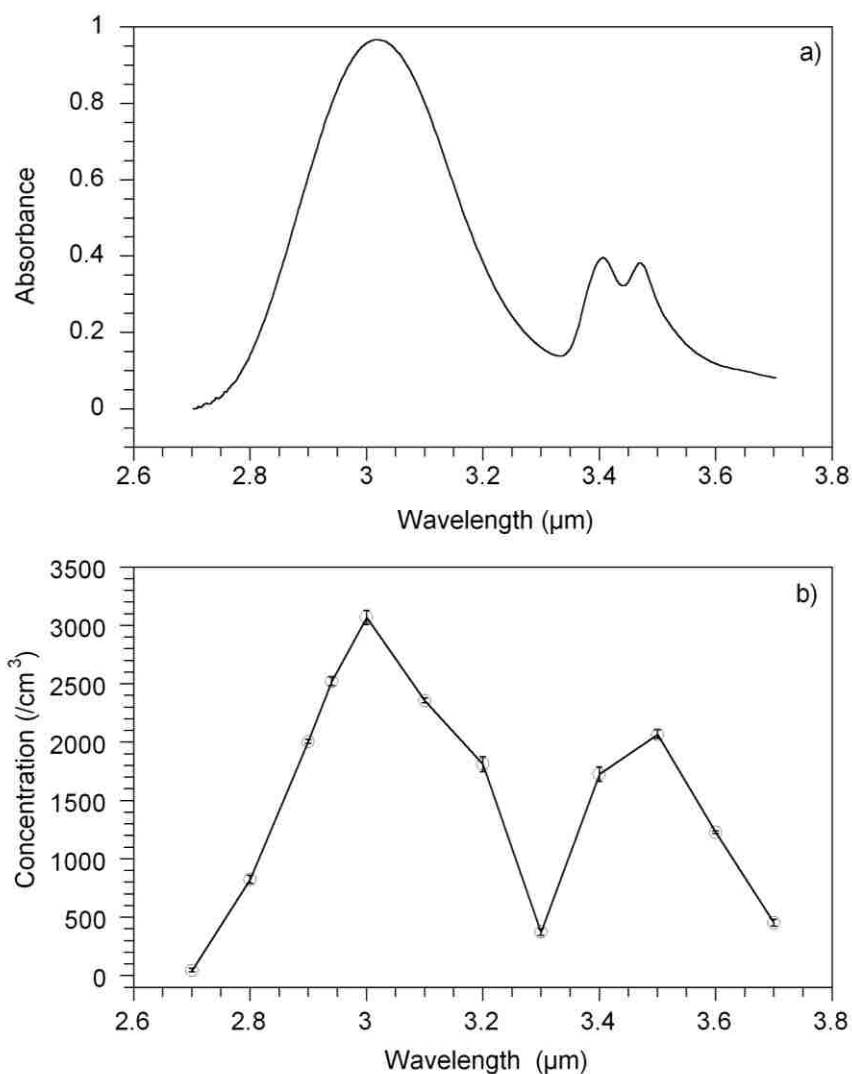 a)
1
0.8
0.6
0.4
0.2
0
Absorbance
2.6 2.8 3 3.2 3.4 3.6 3.8
Wavelength (µm)
b)
3500
3000
2500
2000
1500
1000
500
0
Concentration (/cm³)
2.6 2.8 3 3.2 3.4 3.6 3.8
Wavelength (µm)